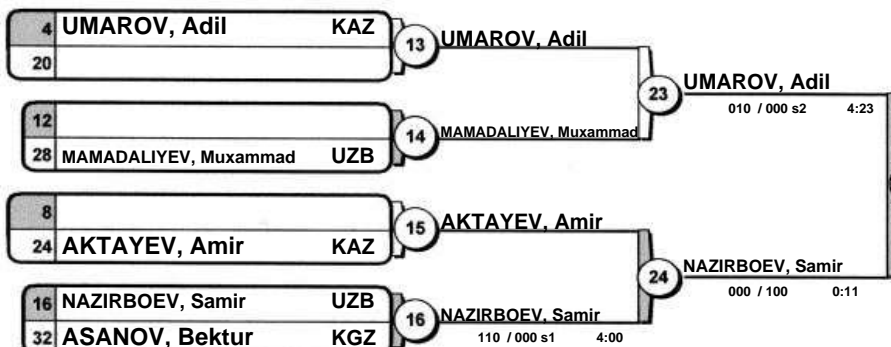 4 UMAROV, Adil KAZ
20
13 UMAROV, Adil
12
28 MAMADALIYEV, Muxammad UZB
14 MAMADALIYEV, Muxammad
23 UMAROV, Adil
010 / 000 s2 4:23
8
24 AKTAYEV, Amir KAZ
15 AKTAYEV, Amir
16 NAZIRBOEV, Samir UZB
32 ASANOV, Bektur KGZ
16 NAZIRBOEV, Samir
110 / 000 s1 4:00
24 NAZIRBOEV, Samir
000 / 100 0:11